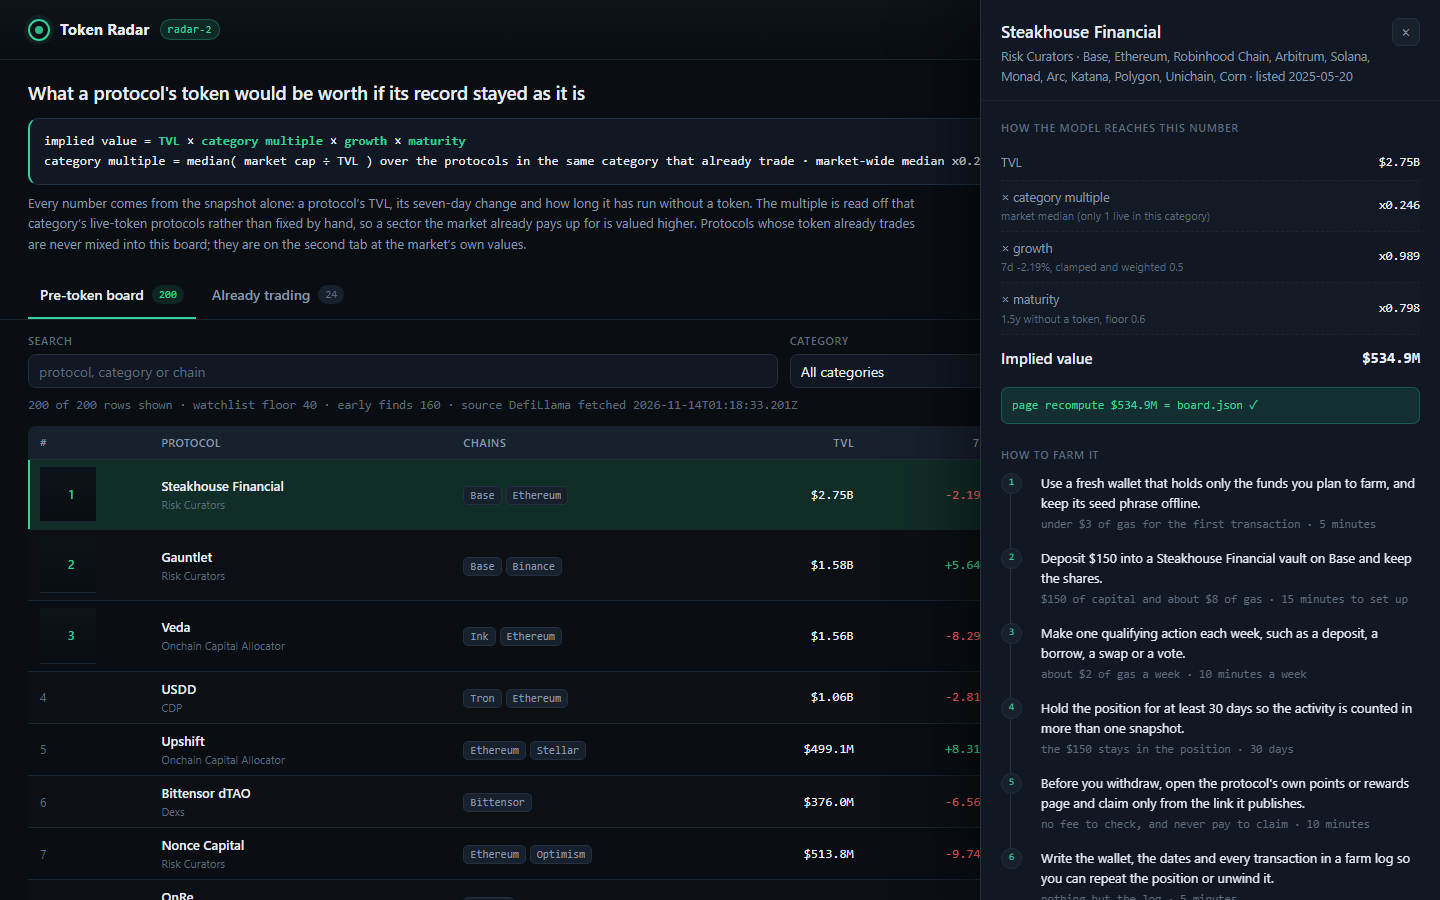 Token Radar radar-2
What a protocol's token would be worth if its record stayed as it is
implied value = TVL × category multiple × growth × maturity
category multiple = median( market cap ÷ TVL ) over the protocols in the same category that already trade · market-wide median x0.2
Every number comes from the snapshot alone: a protocol's TVL, its seven-day change and how long it has run without a token. The multiple is read off that
category's live-token protocols rather than fixed by hand, so a sector the market already pays up for is valued higher. Protocols whose token already trades
are never mixed into this board; they are on the second tab at the market's own values.
Pre-token board 200 Already trading 24
SEARCH CATEGORY
protocol, category or chain All categories
200 of 200 rows shown · watchlist floor 40 · early finds 160 · source DefiLlama fetched 2026-11-14T01:18:33.201Z
# PROTOCOL CHAINS TVL 7
1 Steakhouse Financial Base Ethereum $2.75B -2.19
Risk Curators
2 Gauntlet Base Binance $1.58B +5.64
Risk Curators
3 Veda Ink Ethereum $1.56B -8.29
Onchain Capital Allocator
4 USDD Tron Ethereum $1.06B -2.81
CDP
5 Upshift Ethereum Stellar $499.1M +8.31
Onchain Capital Allocator
6 Bittensor dTAO Bittensor $376.0M -6.56
Dexs
7 Nonce Capital Ethereum Optimism $513.8M -9.74
Risk Curators
OnRe
Steakhouse Financial ×
Risk Curators · Base, Ethereum, Robinhood Chain, Arbitrum, Solana,
Monad, Arc, Katana, Polygon, Unichain, Corn · listed 2025-05-20
HOW THE MODEL REACHES THIS NUMBER
TVL $2.75B
× category multiple x0.246
market median (only 1 live in this category)
× growth x0.989
7d -2.19%, clamped and weighted 0.5
× maturity x0.798
1.5y without a token, floor 0.6
Implied value $534.9M
page recompute $534.9M = board.json ✓
HOW TO FARM IT
1 Use a fresh wallet that holds only the funds you plan to farm, and
keep its seed phrase offline.
under $3 of gas for the first transaction · 5 minutes
2 Deposit $150 into a Steakhouse Financial vault on Base and keep
the shares.
$150 of capital and about $8 of gas · 15 minutes to set up
3 Make one qualifying action each week, such as a deposit, a
borrow, a swap or a vote.
about $2 of gas a week · 10 minutes a week
4 Hold the position for at least 30 days so the activity is counted in
more than one snapshot.
the $150 stays in the position · 30 days
5 Before you withdraw, open the protocol's own points or rewards
page and claim only from the link it publishes.
no fee to check, and never pay to claim · 10 minutes
6 Write the wallet, the dates and every transaction in a farm log so
you can repeat the position or unwind it.
nothing but the log · 5 minutes